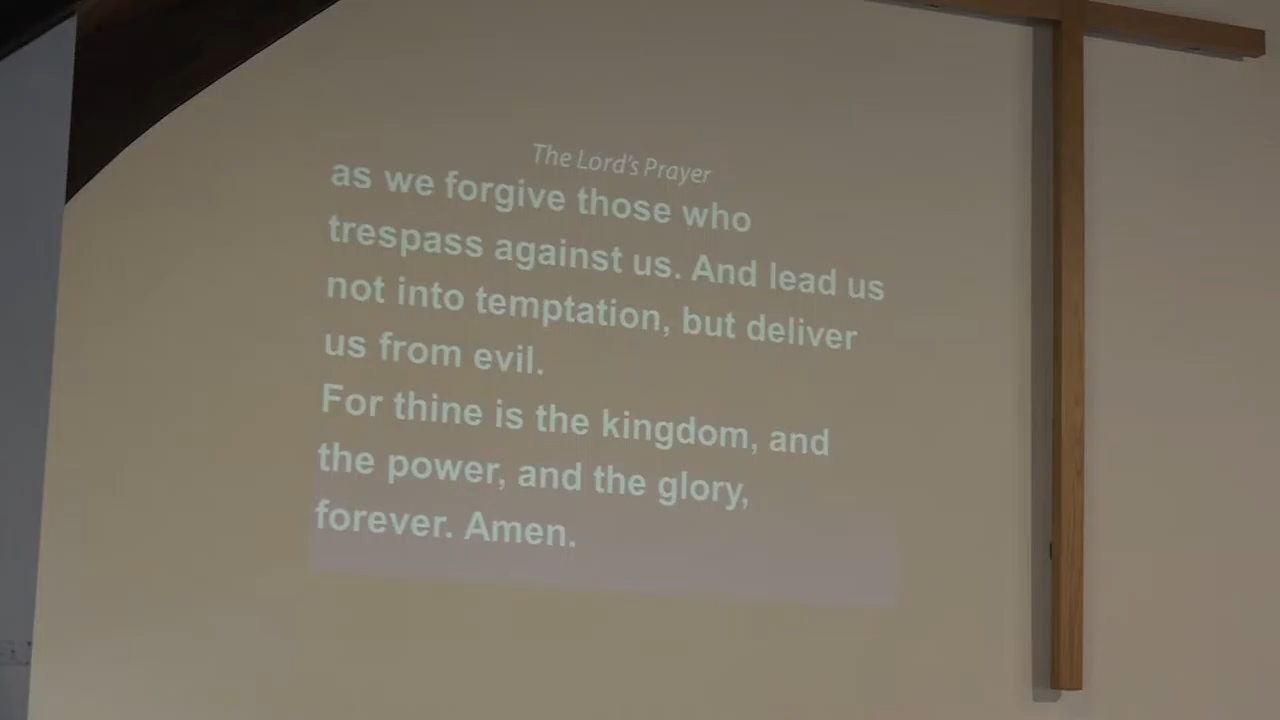 The Lord's Prayer
as we forgive those who
trespass against us. And lead us
not into temptation, but deliver
us from evil.
For thine is the kingdom, and
the power, and the glory,
forever. Amen.